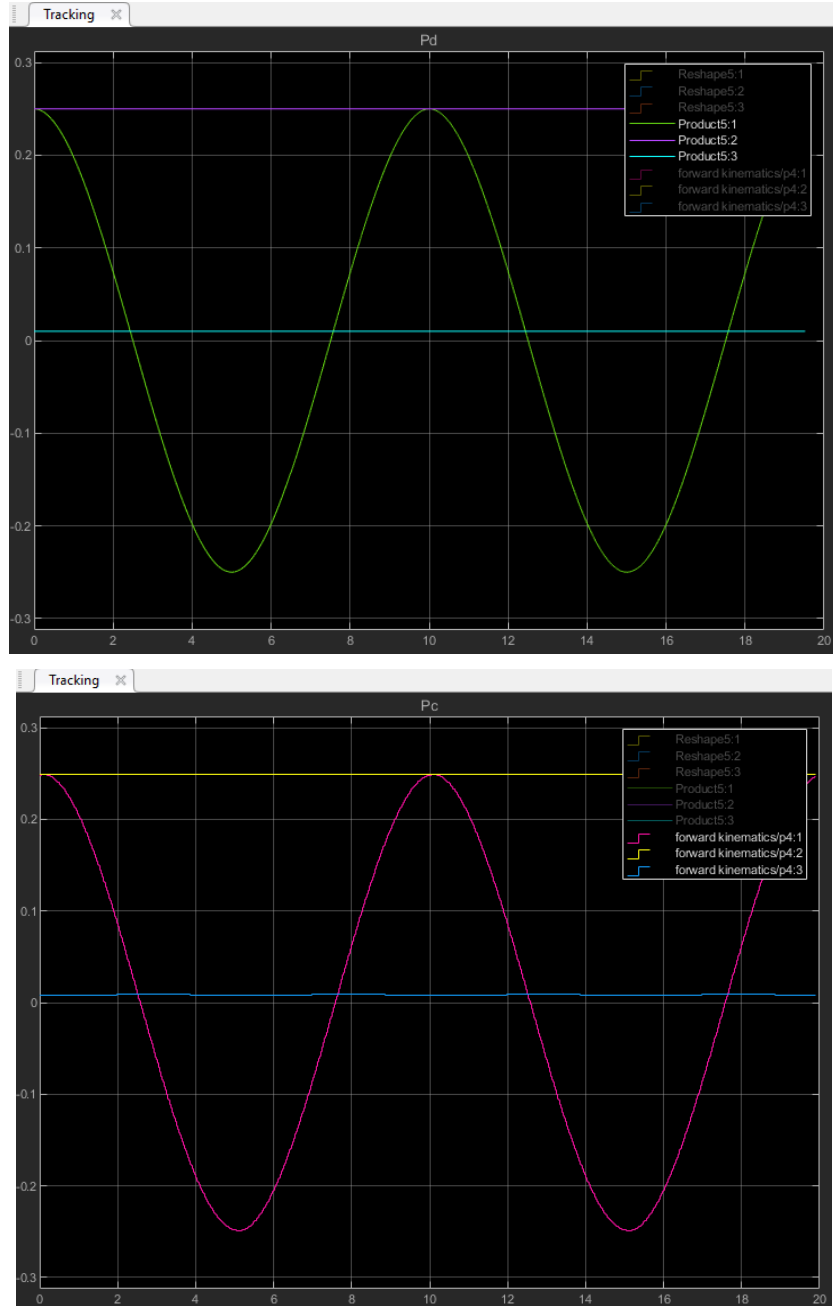 Tracking
Pd
0.3
0.2
0.1
0
-0.1
-0.2
-0.3
0 2 4 6 8 10 12 14 16 18 20
Reshape5:1
Reshape5:2
Reshape5:3
Product5:1
Product5:2
Product5:3
forward kinematics/p4:1
forward kinematics/p4:2
forward kinematics/p4:3
Tracking
Pc
0.3
0.2
0.1
0
-0.1
-0.2
-0.3
0 2 4 6 8 10 12 14 16 18 20
Reshape5:1
Reshape5:2
Reshape5:3
Product5:1
Product5:2
Product5:3
forward kinematics/p4:1
forward kinematics/p4:2
forward kinematics/p4:3